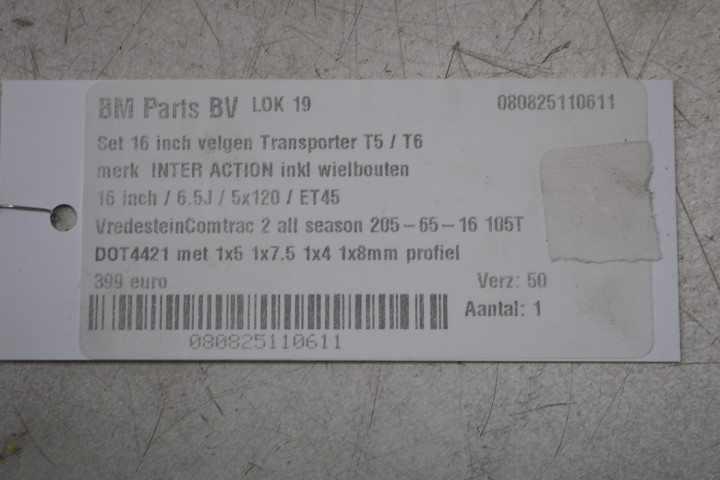 BM Parts BV LOK 19 080825110611
Set 16 inch velgen Transporter T5 / T6
merk INTER ACTION inkl wielbouten
16 inch / 6.5J / 5x120 / ET45
VredesteinComtrac 2 all season 205-65-16 105T
DOT4421 met 1x5 1x7.5 1x4 1x8mm profiel
399 euro Verz: 50
Aantal: 1
080825110611